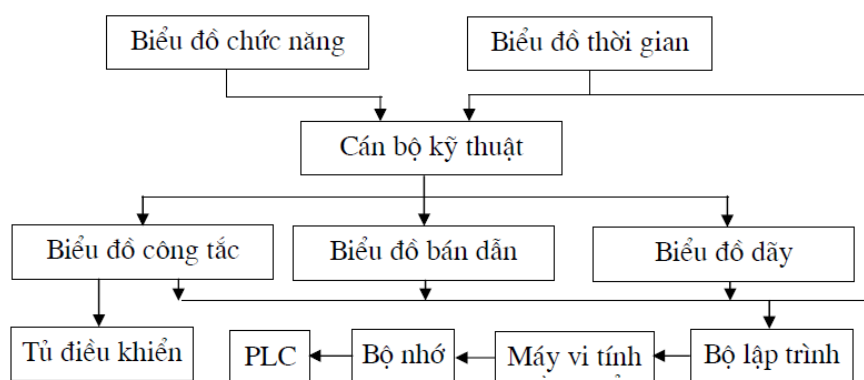 Biểu đồ chức năng
Biểu đồ thời gian
Cán bộ kỹ thuật
Biểu đồ công tắc
Biểu đồ bán dẫn
Biểu đồ dãy
Tủ điều khiển
PLC
Bộ nhớ
Máy vi tính
Bộ lập trình